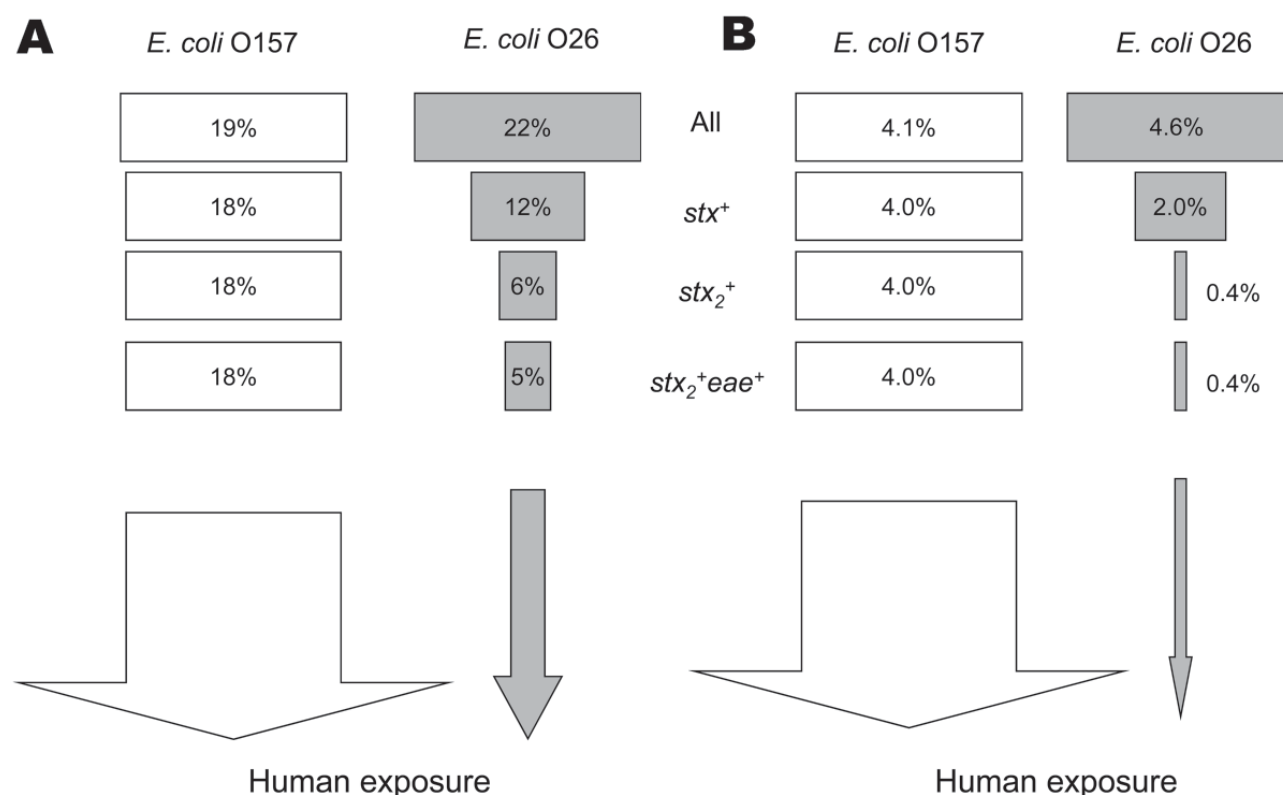 A
E. coli O157
E. coli O26
B
E. coli O157
E. coli O26
19%
22%
All
4.1%
4.6%
18%
12%
stx⁺
4.0%
2.0%
18%
6%
stx₂⁺
4.0%
0.4%
18%
5%
stx₂⁺eae⁺
4.0%
0.4%
Human exposure
Human exposure